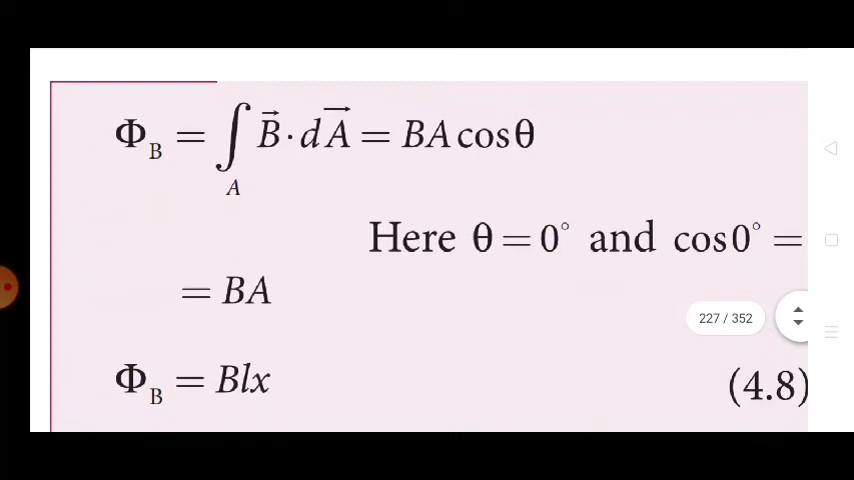 Φ_B = ∫_A B⃗ · dA⃗ = BA cosθ
Here θ = 0° and cos0° =
= BA
227 / 352
Φ_B = Blx (4.8)